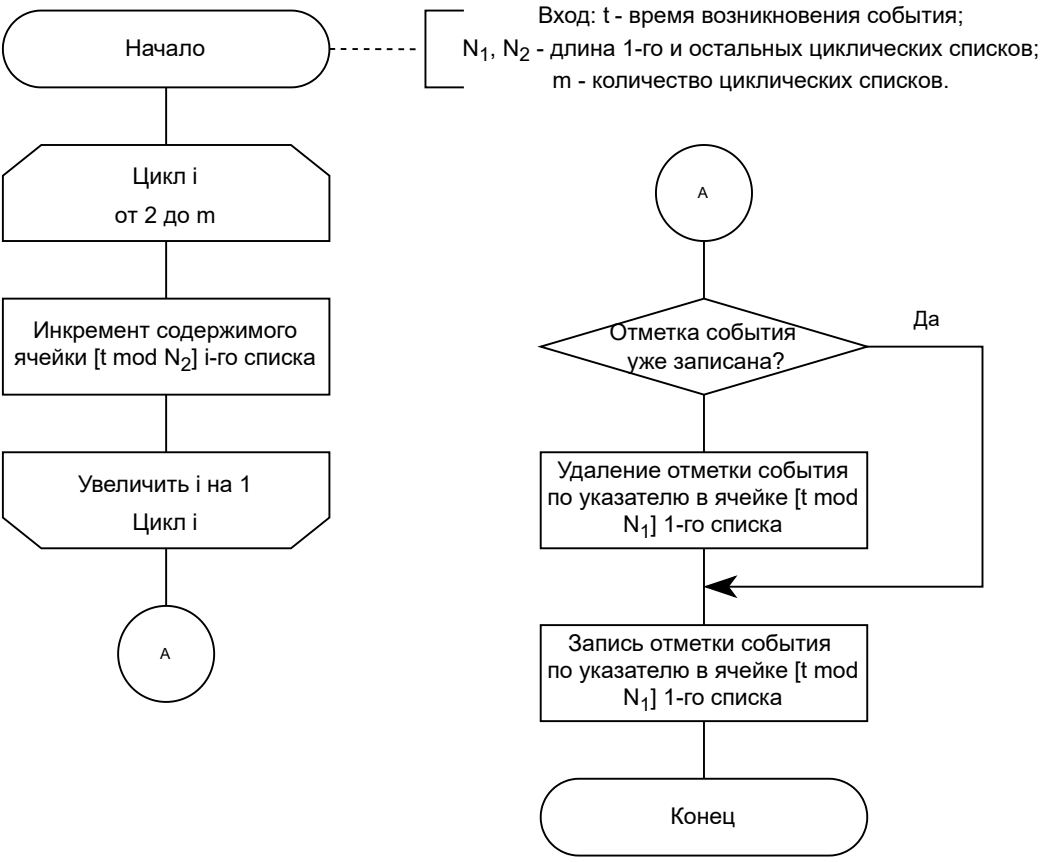 Начало
Вход: t - время возникновения события;
N₁, N₂ - длина 1-го и остальных циклических списков;
m - количество циклических списков.
Цикл i
от 2 до m
Инкремент содержимого
ячейки [t mod N₂] i-го списка
Увеличить i на 1
Цикл i
A
A
Отметка события
уже записана?
Да
Удаление отметки события
по указателю в ячейке [t mod
N₁] 1-го списка
Запись отметки события
по указателю в ячейке [t mod
N₁] 1-го списка
Конец